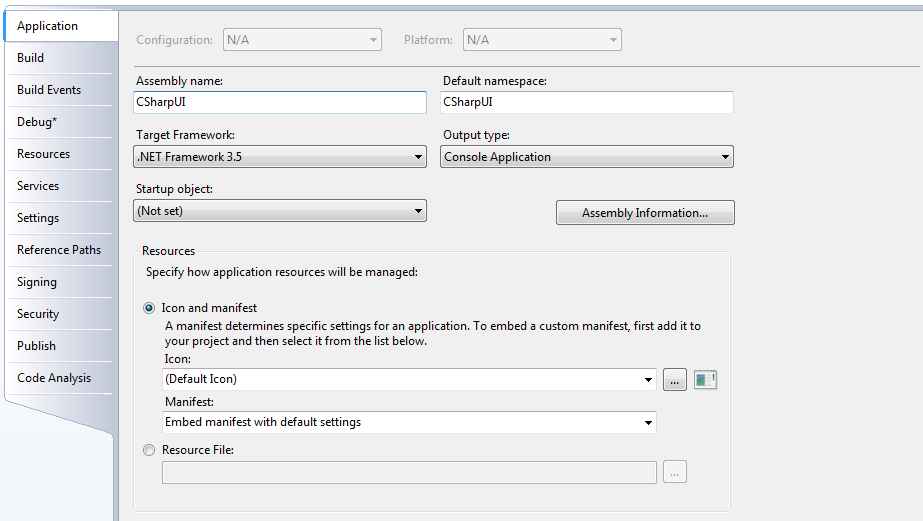 Application
Build
Build Events
Debug*
Resources
Services
Settings
Reference Paths
Signing
Security
Publish
Code Analysis
Configuration: N/A Platform: N/A
Assembly name: Default namespace:
CSharpUI CSharpUI
Target Framework: Output type:
.NET Framework 3.5 Console Application
Startup object:
(Not set) Assembly Information...
Resources
Specify how application resources will be managed:
Icon and manifest
A manifest determines specific settings for an application. To embed a custom manifest, first add it to
your project and then select it from the list below.
Icon:
(Default Icon) ...
Manifest:
Embed manifest with default settings
Resource File:
...